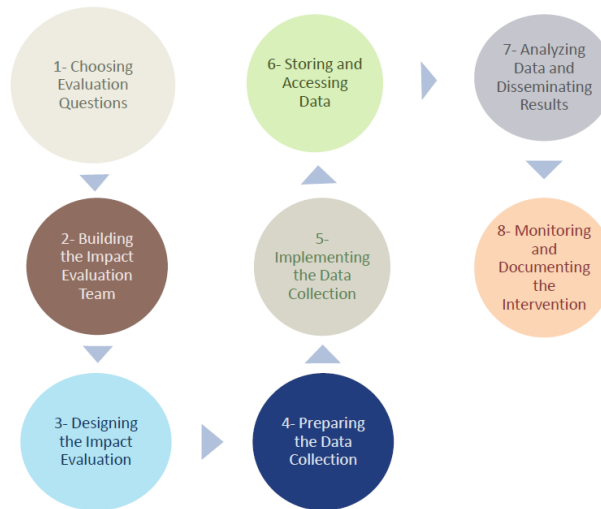 1- Choosing
Evaluation
Questions
2- Building
the Impact
Evaluation
Team
3- Designing
the Impact
Evaluation
4- Preparing
the Data
Collection
5-
Implementing
the Data
Collection
6- Storing and
Accessing
Data
7- Analyzing
Data and
Disseminating
Results
8- Monitoring
and
Documenting
the
Intervention